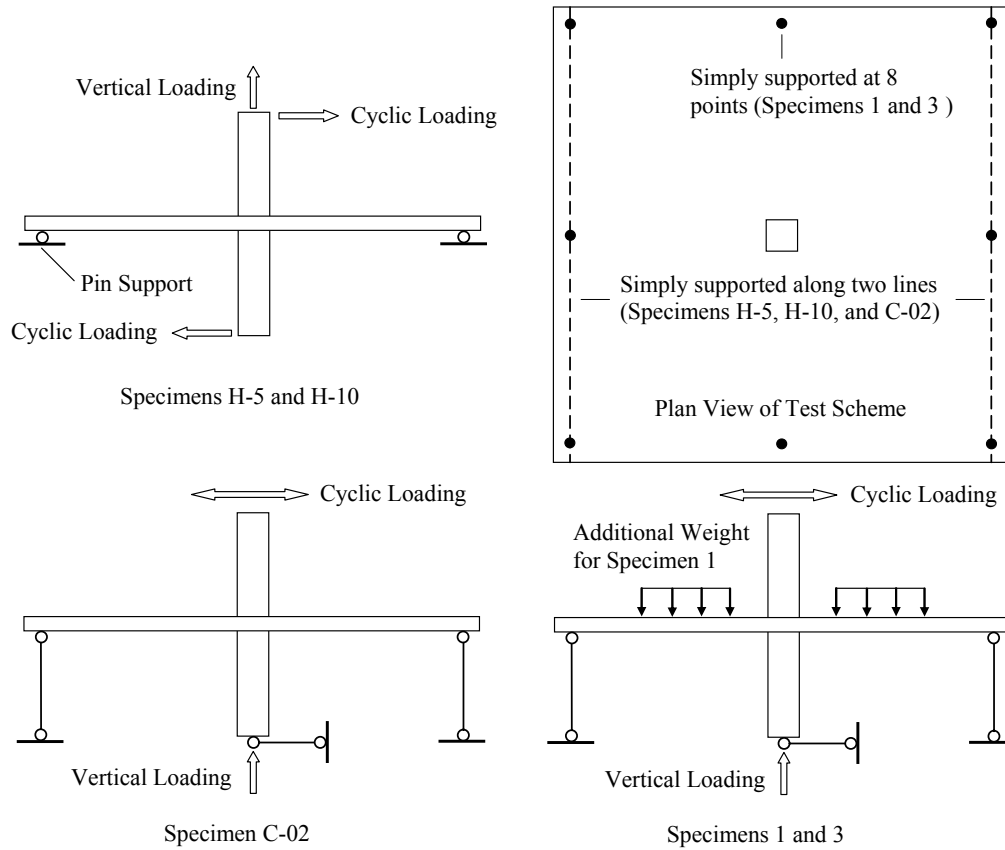 Vertical Loading
Cyclic Loading
Pin Support
Cyclic Loading
Specimens H-5 and H-10
Simply supported at 8
points (Specimens 1 and 3 )
Simply supported along two lines
(Specimens H-5, H-10, and C-02)
Plan View of Test Scheme
Cyclic Loading
Vertical Loading
Specimen C-02
Cyclic Loading
Additional Weight
for Specimen 1
Vertical Loading
Specimens 1 and 3